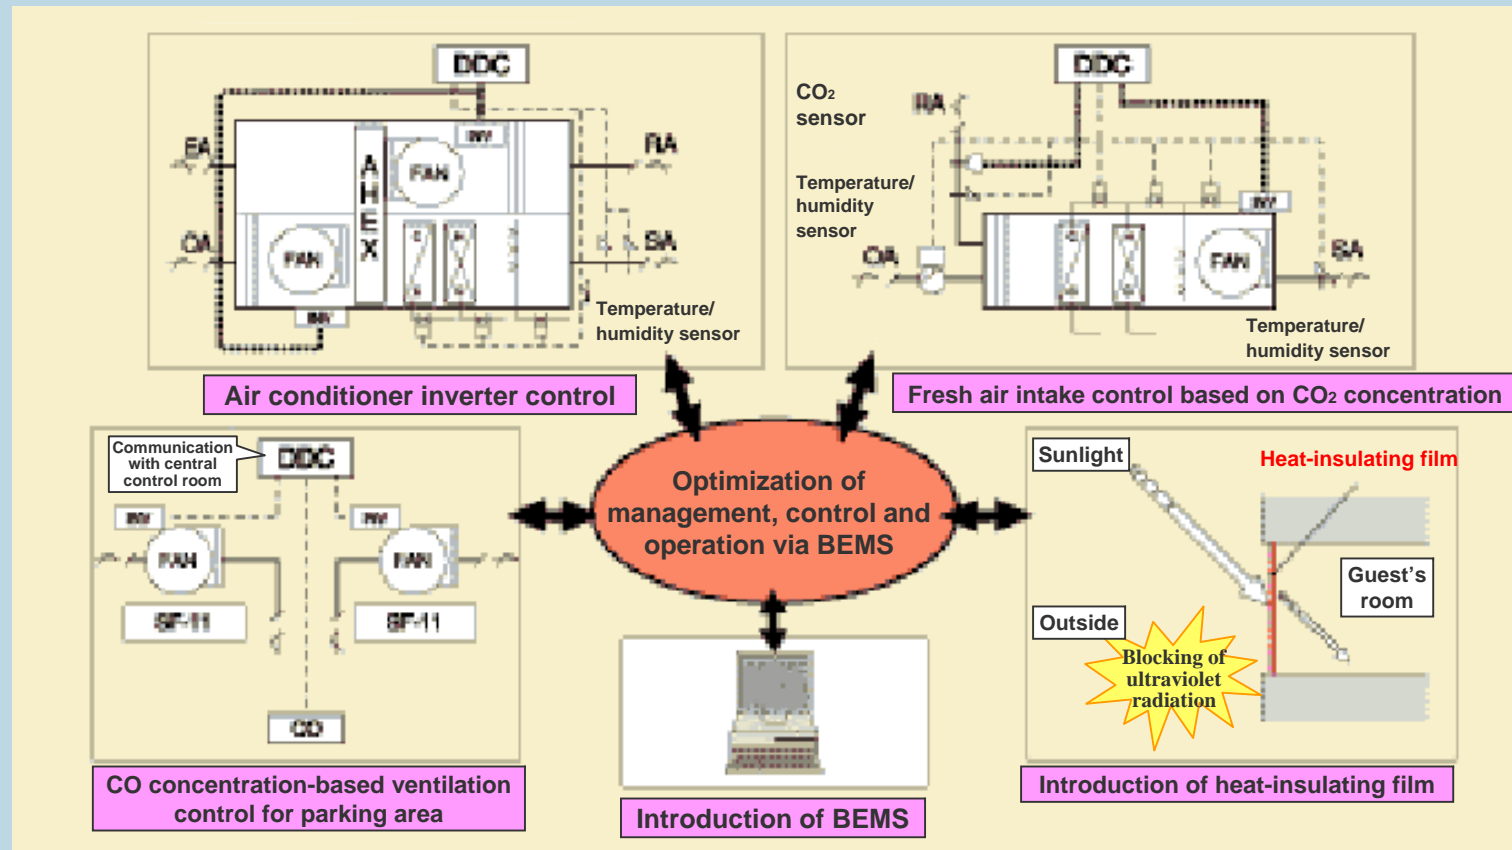 DDC
INV
EA
RA
AHEX
FAN
OA
FAN
SA
INV
Temperature/
humidity sensor
Air conditioner inverter control
DDC
CO₂
sensor
RA
Temperature/
humidity
sensor
INV
OA
FAN
SA
Temperature/
humidity sensor
Fresh air intake control based on CO₂ concentration
Communication
with central
control room
DDC
INV
INV
FAN
FAN
SF-11
SF-11
CO
CO concentration-based ventilation
control for parking area
Optimization of
management, control and
operation via BEMS
Introduction of BEMS
Sunlight
Heat-insulating film
Guest's
room
Outside
Blocking of
ultraviolet
radiation
Introduction of heat-insulating film